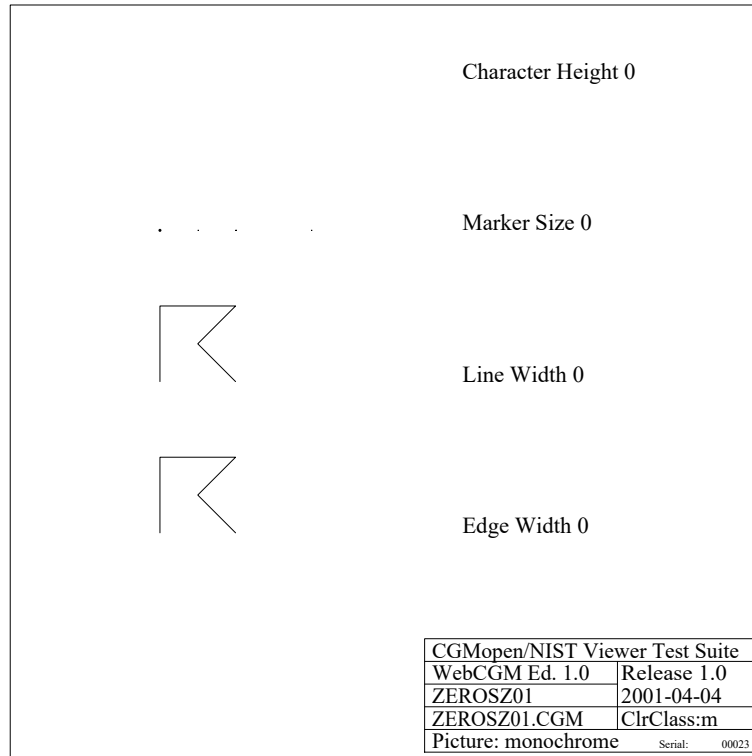 Character Height 0
Marker Size 0
Line Width 0
Edge Width 0
CGMopen/NIST Viewer Test Suite
WebCGM Ed. 1.0 Release 1.0
ZEROSZ01 2001-04-04
ZEROSZ01.CGM ClrClass:m
Picture: monochrome Serial: 00023